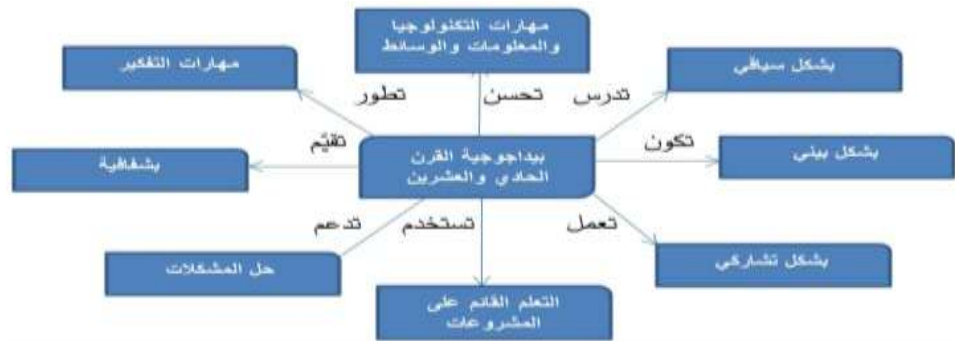 مهارات التكنولوجيا
والمعلومات والوسائط
بشكل سياقي
مهارات التفكير
تدرس
تحسن
تطور
بيداجوجية القرن
الحادي والعشرين
تكون
بشكل بيني
تقيّم
بشفافية
تعمل
تستخدم
تدعم
بشكل تشاركي
حل المشكلات
التعلم القائم على
المشروعات